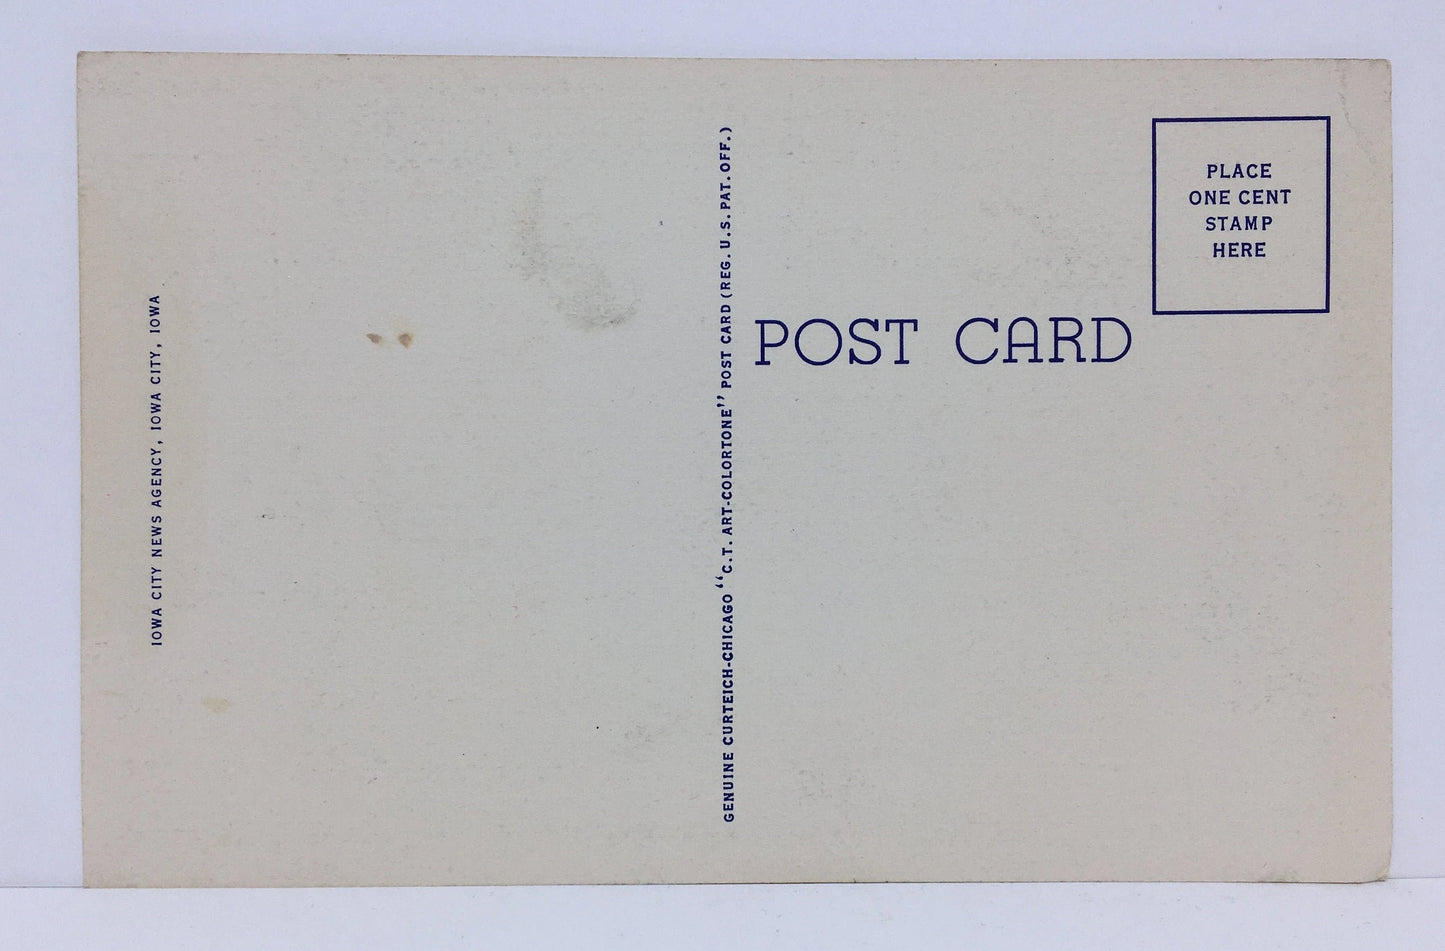 IOWA CITY NEWS AGENCY, IOWA CITY, IOWA
GENUINE CURTEICH-CHICAGO “C.T. ART-COLORTONE” POST CARD (REG. U.S. PAT. OFF.)
POST CARD
PLACE
ONE CENT
STAMP
HERE